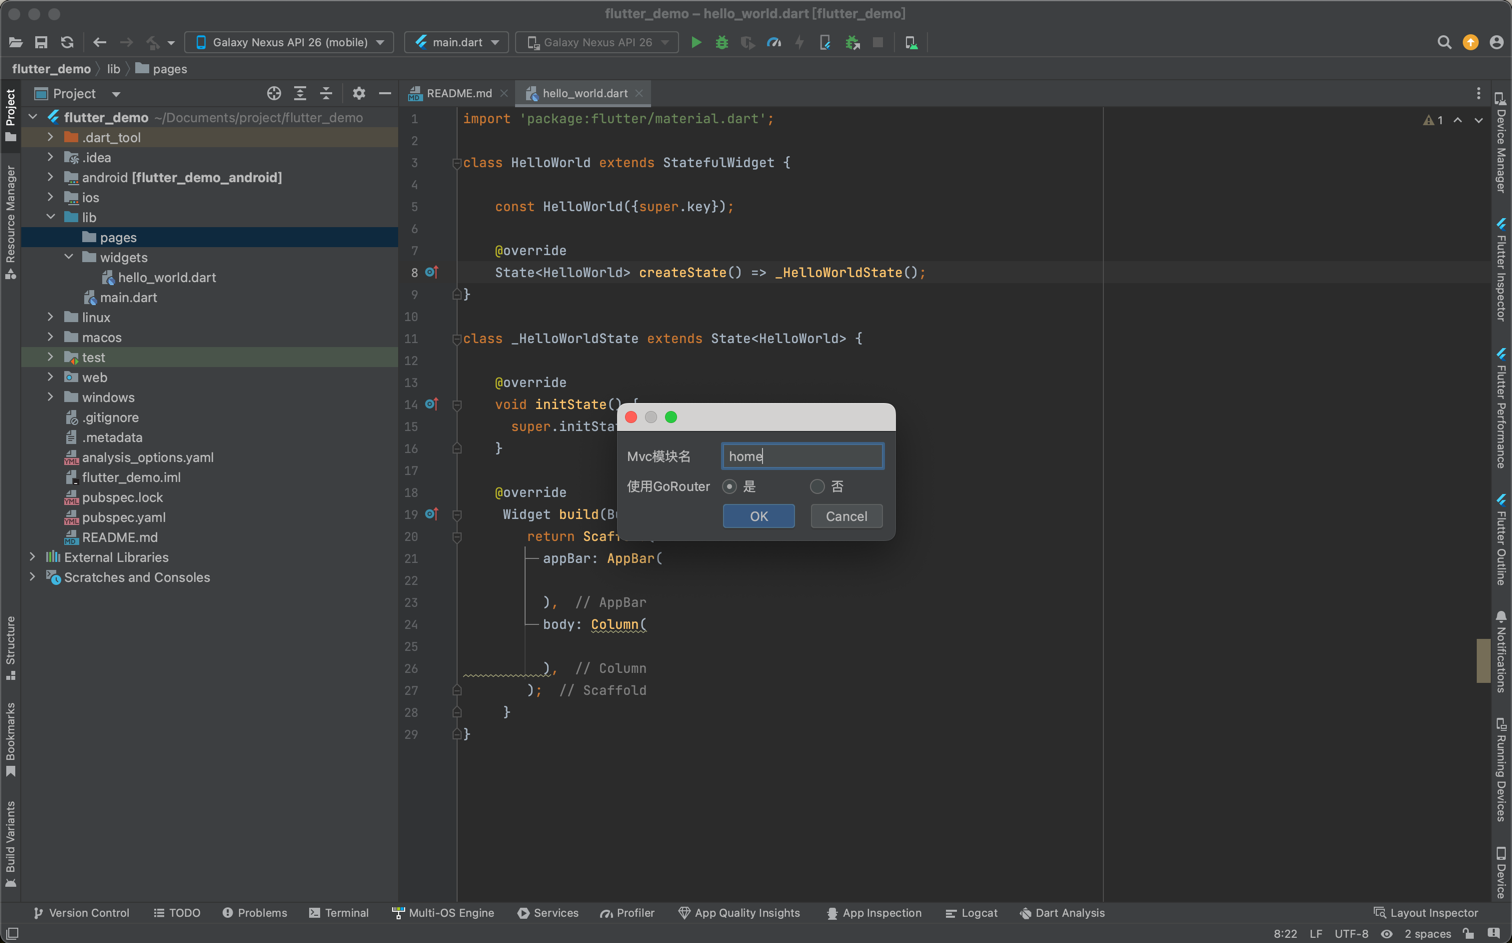 flutter_demo – hello_world.dart [flutter_demo]
Galaxy Nexus API 26 (mobile)
main.dart
Galaxy Nexus API 26
flutter_demo
lib
pages
Project
README.md
hello_world.dart
Project
Resource Manager
Structure
Bookmarks
Build Variants
flutter_demo ~/Documents/project/flutter_demo
.dart_tool
.idea
android [flutter_demo_android]
ios
lib
pages
widgets
hello_world.dart
main.dart
linux
macos
test
web
windows
.gitignore
.metadata
analysis_options.yaml
flutter_demo.iml
pubspec.lock
pubspec.yaml
README.md
External Libraries
Scratches and Consoles
1 import 'package:flutter/material.dart';
2
3 class HelloWorld extends StatefulWidget {
4
5 const HelloWorld({super.key});
6
7 @override
8 State<HelloWorld> createState() => _HelloWorldState();
9 }
10
11 class _HelloWorldState extends State<HelloWorld> {
12
13 @override
14 void initState() {
15 super.initSta
16 }
17
18 @override
19 Widget build(B
20 return Scaf
21 appBar: AppBar(
22
23 ), // AppBar
24 body: Column(
25
26 ), // Column
27 ); // Scaffold
28 }
29 }
1
Mvc模块名
home
使用GoRouter
是
否
OK
Cancel
Device Manager
Flutter Inspector
Flutter Performance
Flutter Outline
Notifications
Running Devices
Device
Version Control
TODO
Problems
Terminal
Multi-OS Engine
Services
Profiler
App Quality Insights
App Inspection
Logcat
Dart Analysis
Layout Inspector
8:22
LF
UTF-8
2 spaces